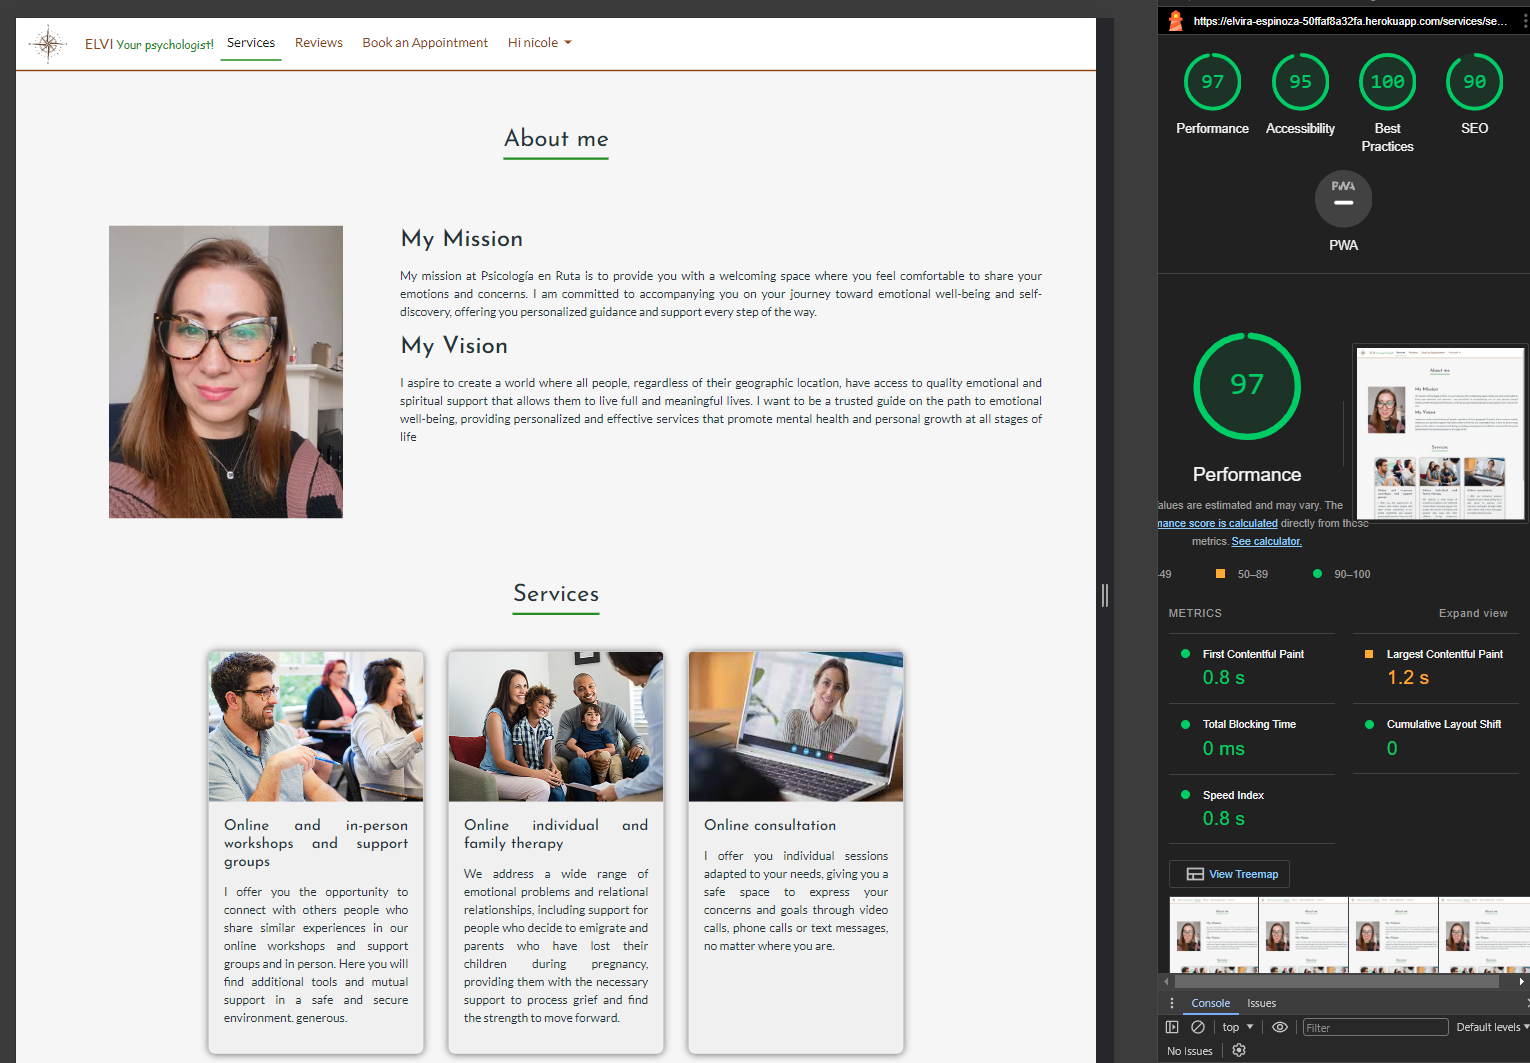 ELVI Your psychologist!
Services
Reviews
Book an Appointment
Hi nicole
About me
My Mission
My mission at Psicología en Ruta is to provide you with a welcoming space where you feel comfortable to share your
emotions and concerns. I am committed to accompanying you on your journey toward emotional well-being and self-
discovery, offering you personalized guidance and support every step of the way.
My Vision
I aspire to create a world where all people, regardless of their geographic location, have access to quality emotional and
spiritual support that allows them to live full and meaningful lives. I want to be a trusted guide on the path to emotional
well-being, providing personalized and effective services that promote mental health and personal growth at all stages of
life
Services
Online and in-person
workshops and support
groups
I offer you the opportunity to
connect with others people who
share similar experiences in our
online workshops and support
groups and in person. Here you will
find additional tools and mutual
support in a safe and secure
environment. generous.
Online individual and
family therapy
We address a wide range of
emotional problems and relational
relationships, including support for
people who decide to emigrate and
parents who have lost their
children during pregnancy,
providing them with the necessary
support to process grief and find
the strength to move forward.
Online consultation
I offer you individual sessions
adapted to your needs, giving you a
safe space to express your
concerns and goals through video
calls, phone calls or text messages,
no matter where you are.
https://elvira-espinoza-50ffaf8a32fa.herokuapp.com/services/se...
97
Performance
95
Accessibility
100
Best
Practices
90
SEO
PWA
PWA
97
Performance
alues are estimated and may vary. The
mance score is calculated directly from these
metrics. See calculator.
-49
50–89
90–100
METRICS
Expand view
First Contentful Paint
0.8 s
Largest Contentful Paint
1.2 s
Total Blocking Time
0 ms
Cumulative Layout Shift
0
Speed Index
0.8 s
View Treemap
Console
Issues
top
Filter
Default levels
No Issues